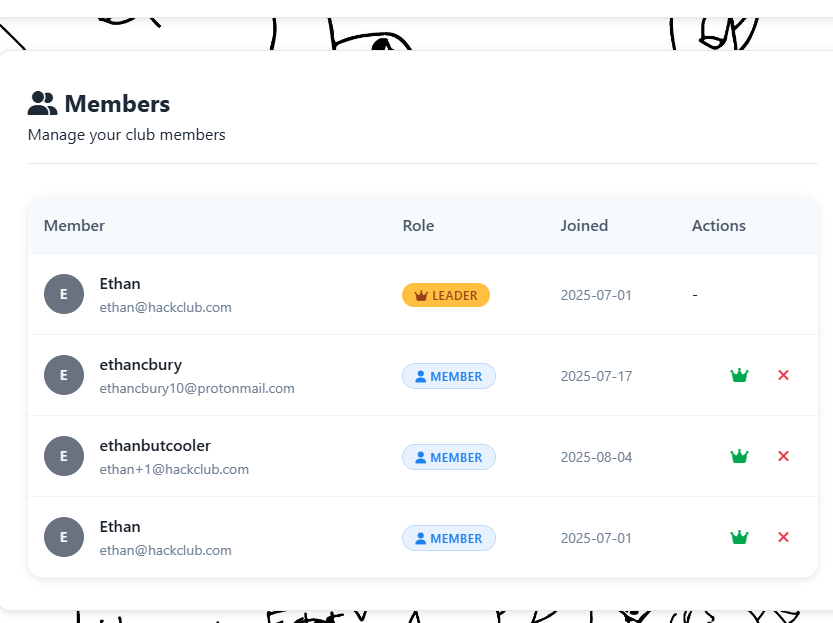 Members
Manage your club members
Member Role Joined Actions
E Ethan LEADER 2025-07-01 -
ethan@hackclub.com
E ethancbury MEMBER 2025-07-17
ethancbury10@protonmail.com
E ethanbutcooler MEMBER 2025-08-04
ethan+1@hackclub.com
E Ethan MEMBER 2025-07-01
ethan@hackclub.com